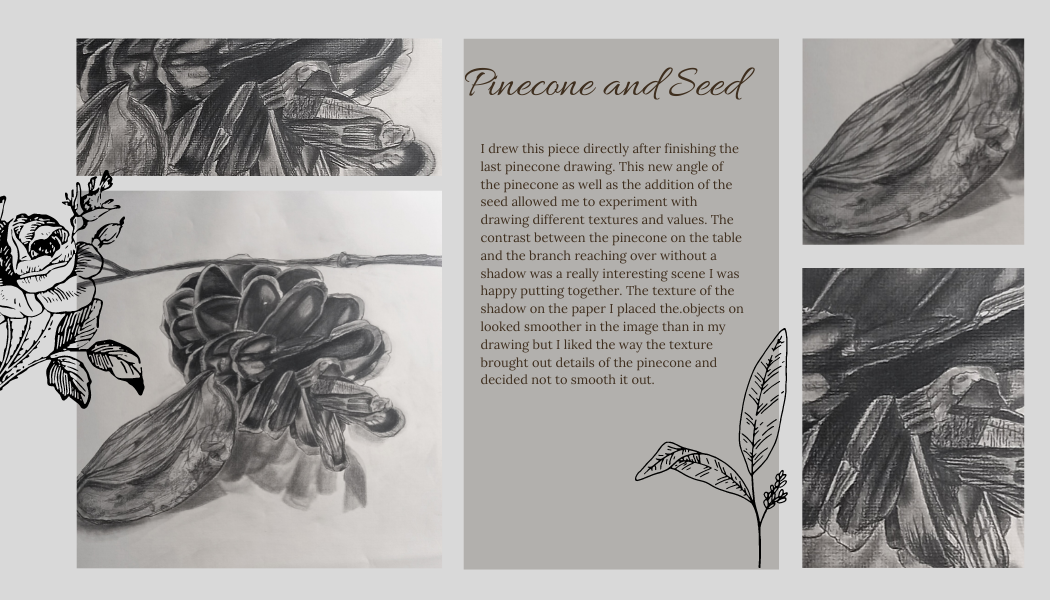 Pinecone and Seed
I drew this piece directly after finishing the
last pinecone drawing. This new angle of
the pinecone as well as the addition of the
seed allowed me to experiment with
drawing different textures and values. The
contrast between the pinecone on the table
and the branch reaching over without a
shadow was a really interesting scene I was
happy putting together. The texture of the
shadow on the paper I placed the.objects on
looked smoother in the image than in my
drawing but I liked the way the texture
brought out details of the pinecone and
decided not to smooth it out.